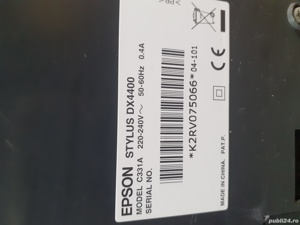 EPSON
STYLUS DX4400
MODEL C331A
220-240V~ 50-60Hz 0.4A
SERIAL NO.
*K2RV075066*04-101
CE
MADE IN CHINA PAT.P.
publi24.ro